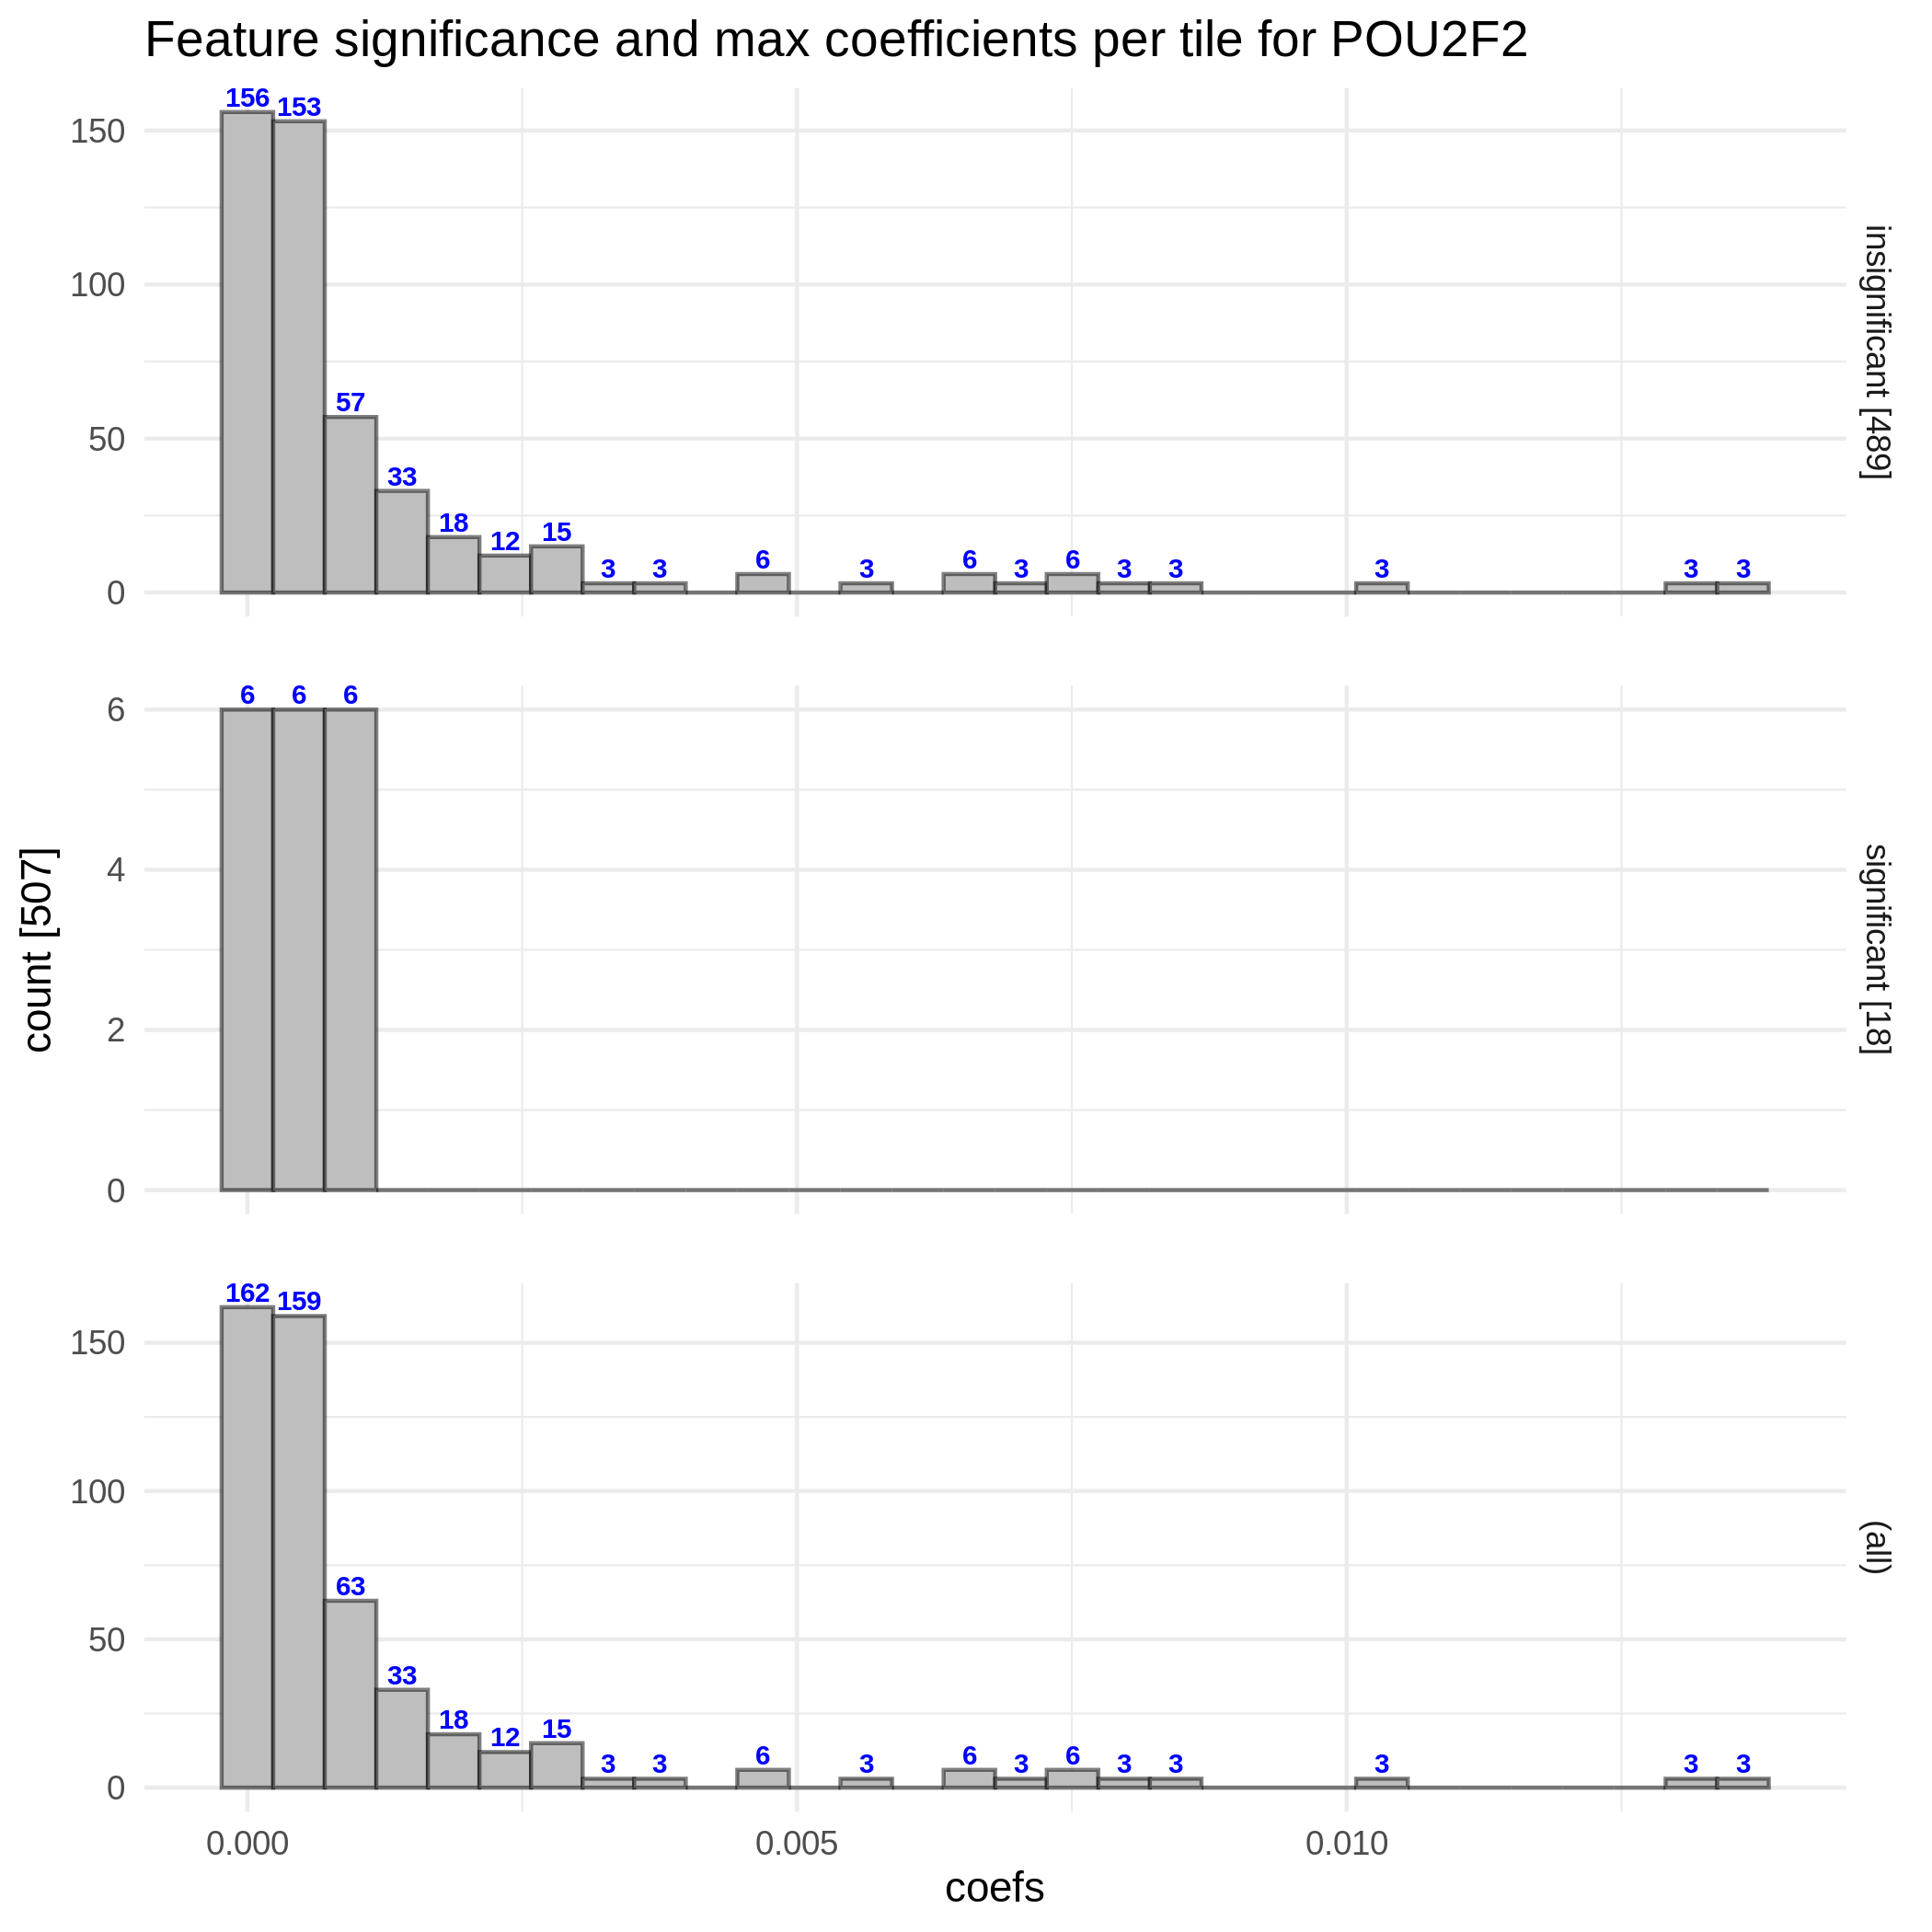 Feature significance and max coefficients per tile for POU2F2
156 153 57 33 18 12 15 3 3 6 3 6 3 6 3 3 3 3 3
150
100
50
0
insignificant [489]
6 6 6
6
4
2
0
significant [18]
count [507]
162 159 63 33 18 12 15 3 3 6 3 6 3 6 3 3 3 3 3
150
100
50
0
(all)
0.000 0.005 0.010
coefs